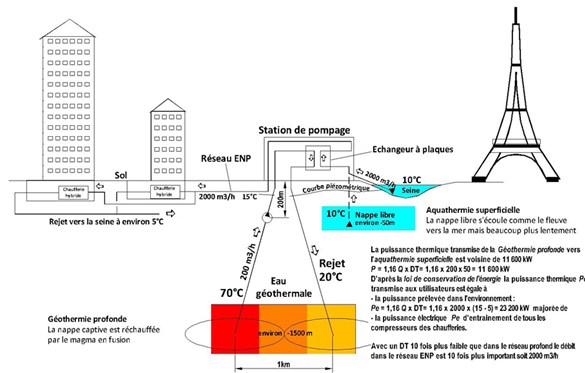 Station de pompage
Echangeur à plaques
Réseau ENP
Sol
Chaufferie
hybride
Chaufferie
hybride
2000 m3/h 15°C
2000 m3/h
10°C
Seine
Courbe piézométrique
200m
Rejet vers la seine à environ 5°C
10°C Nappe libre
environ -50m
Aquathermie superficielle
La nappe libre s'écoule comme le fleuve
vers la mer mais beaucoup plus lentement
200 m3/h
Rejet
20°C
70°C
Eau
géothermale
environ -1500 m
1km
Géothermie profonde
La nappe captive est réchauffée
par le magma en fusion
La puissance thermique transmise de la Géothermie profonde vers
l'aquathermie superficielle est voisine de 11 600 kW
P = 1,16 Q x DT= 1,16 x 200 x 50 = 11 600 kW
D'après la loi de conservation de l'énergie la puissance thermique P
transmise aux utilisateurs est égale à
- la puissance prélevée dans l'environnement :
Pe = 1,16 Q x DT= 1,16 x 2000 x (15 - 5) = 23 200 kW majorée de
- la puissance électrique Pe d'entrainement de tous les
compresseurs des chaufferies.
Avec un DT 10 fois plus faible que dans le réseau profond le débit
dans le réseau ENP est 10 fois plus important soit 2000 m3/h